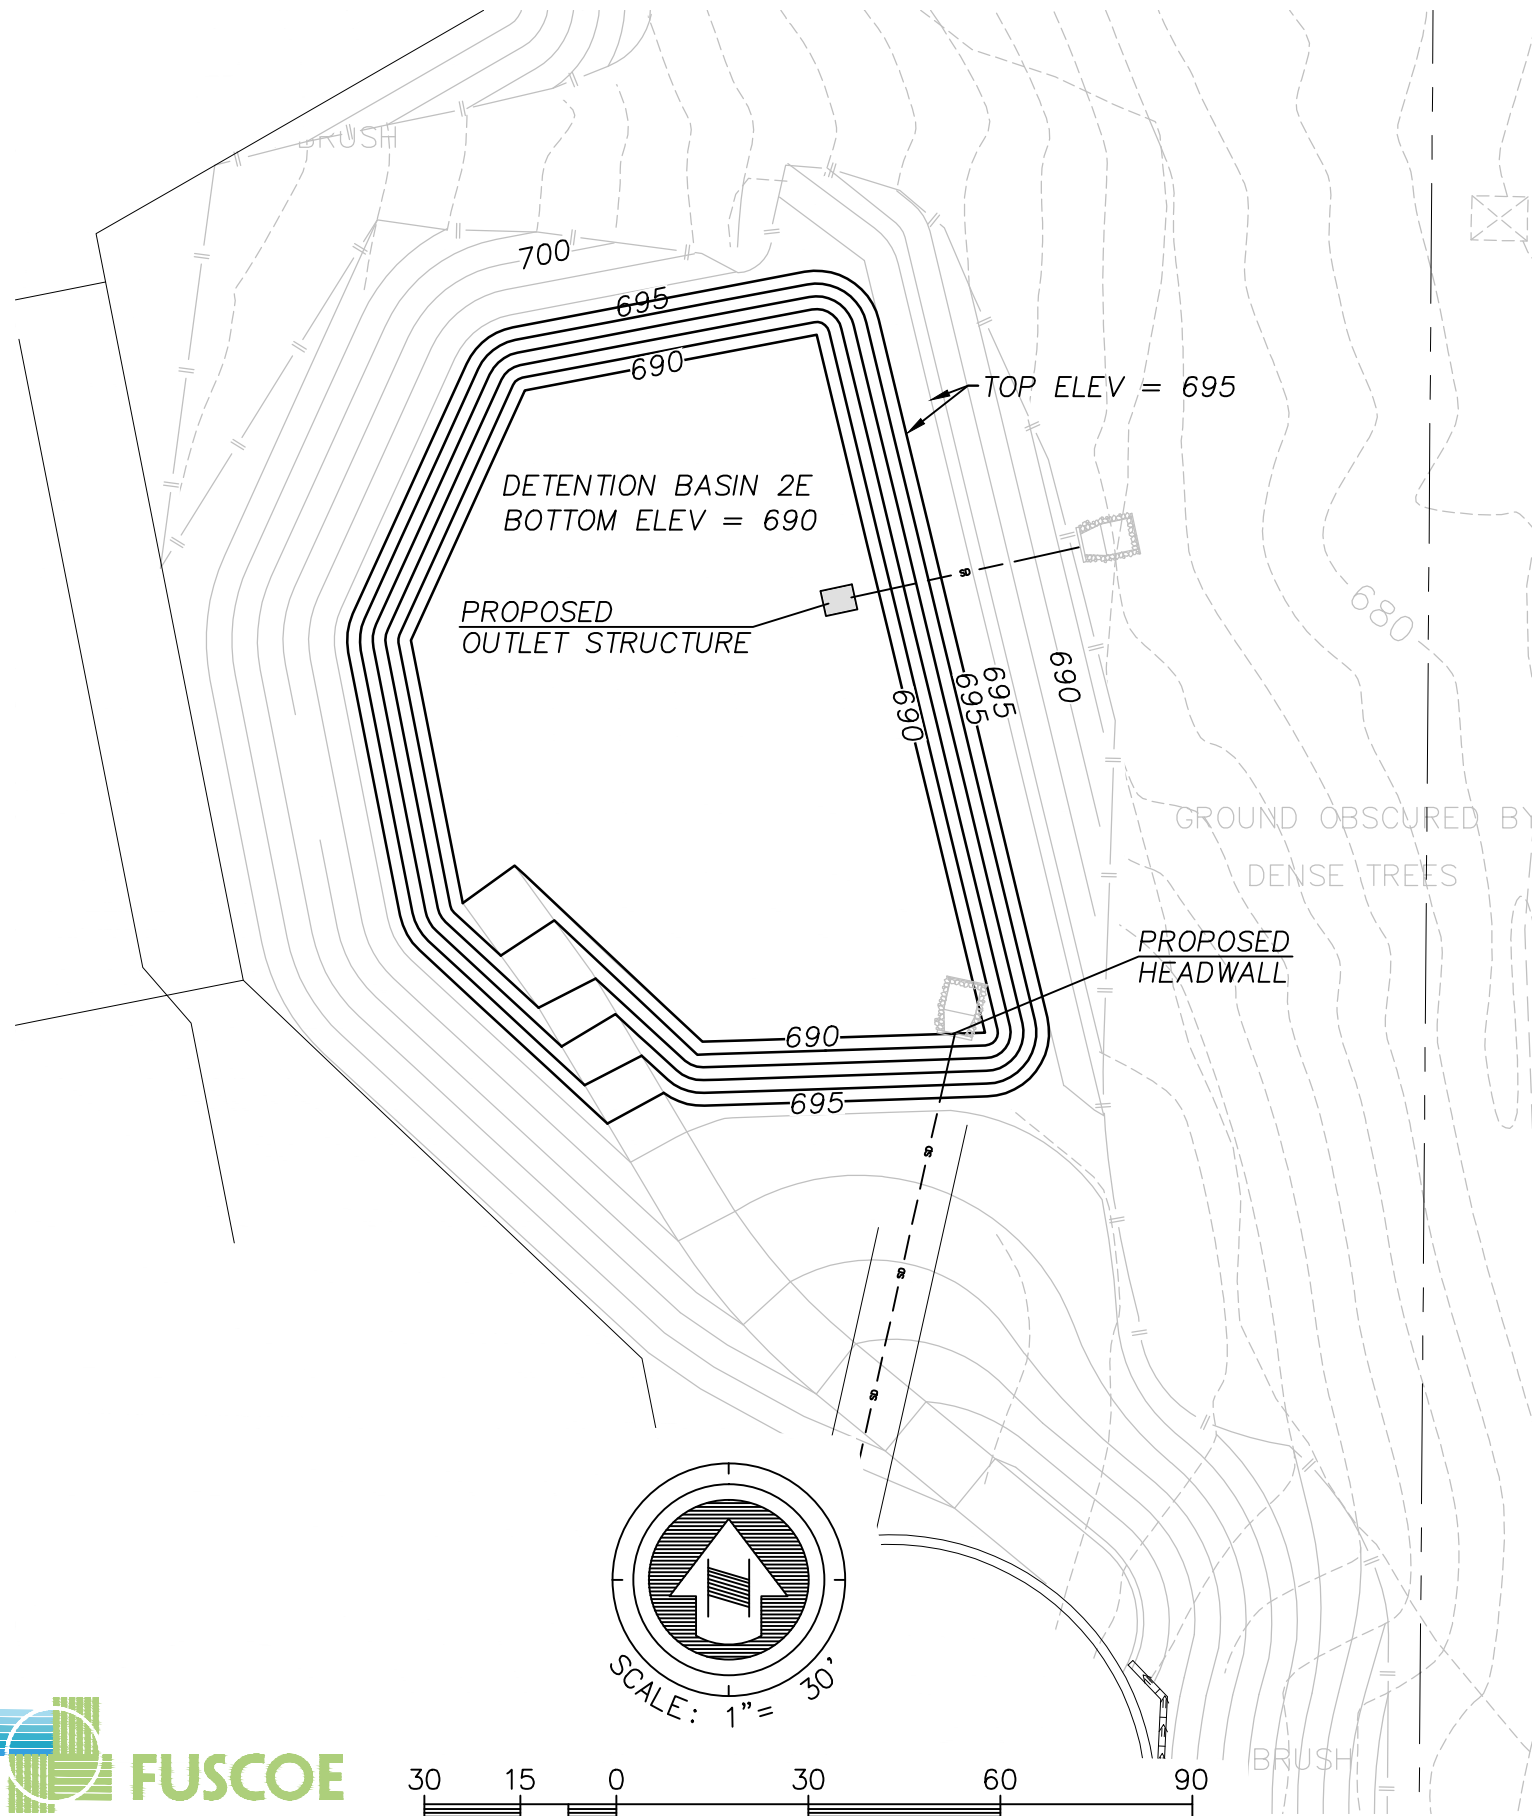 BRUSH
700
695
690
TOP ELEV = 695
DETENTION BASIN 2E
BOTTOM ELEV = 690
PROPOSED
OUTLET STRUCTURE
SD
680
690
695
695
690
GROUND OBSCURED BY
DENSE TREES
PROPOSED
HEADWALL
690
695
SD
SD
SD
SCALE: 1"= 30'
BRUSH
FUSCOE
30 15 0 30 60 90